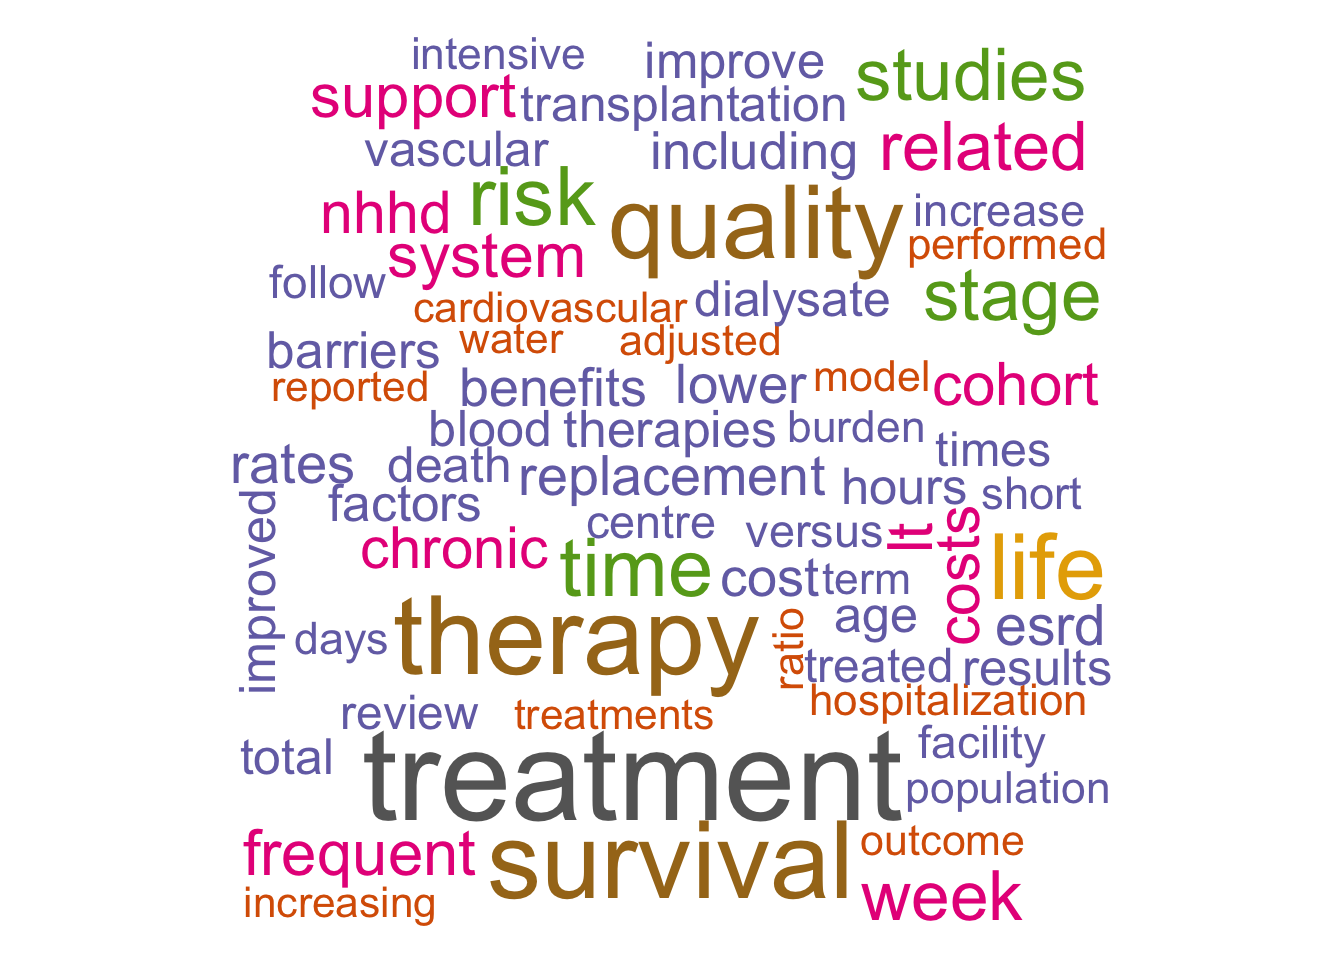 intensive improve studies
support transplantation
vascular including related
nhhd risk quality increase
system performed
follow cardiovascular dialysate stage
barriers water adjusted
reported benefits lower model cohort
blood therapies burden times
rates death replacement hours short
improved factors centre versus lt costs
chronic time cost term life
days therapy ratio age esrd
treated results
review treatments hospitalization
total treatment facility
population
frequent survival outcome
increasing week